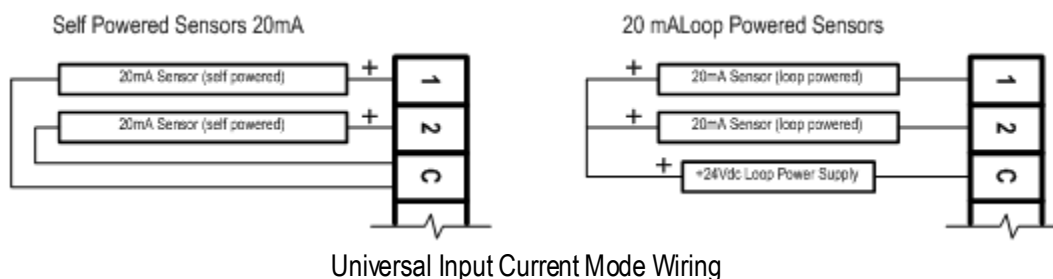 Self Powered Sensors 20mA
20mA Sensor (self powered)
+
1
20mA Sensor (self powered)
+
2
C
20 mALoop Powered Sensors
+
20mA Sensor (loop powered)
1
+
20mA Sensor (loop powered)
2
+
+24Vdc Loop Power Supply
C
Universal Input Current Mode Wiring